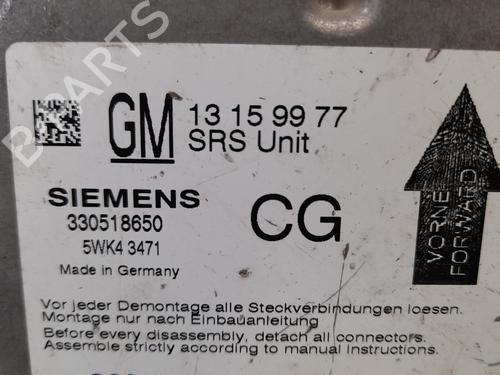 B-PARTS
GM 13 159 9 77
SRS Unit
SIEMENS
330518650
CG
5WK4 3471
Made in Germany
VORNE
FORWARD
Vor jeder Demontage alle Steckverbindungen loesen.
Montage nur nach Einbauanleitung
Before every disassembly, detach all connectors.
Assemble strictly according to manual instructions.